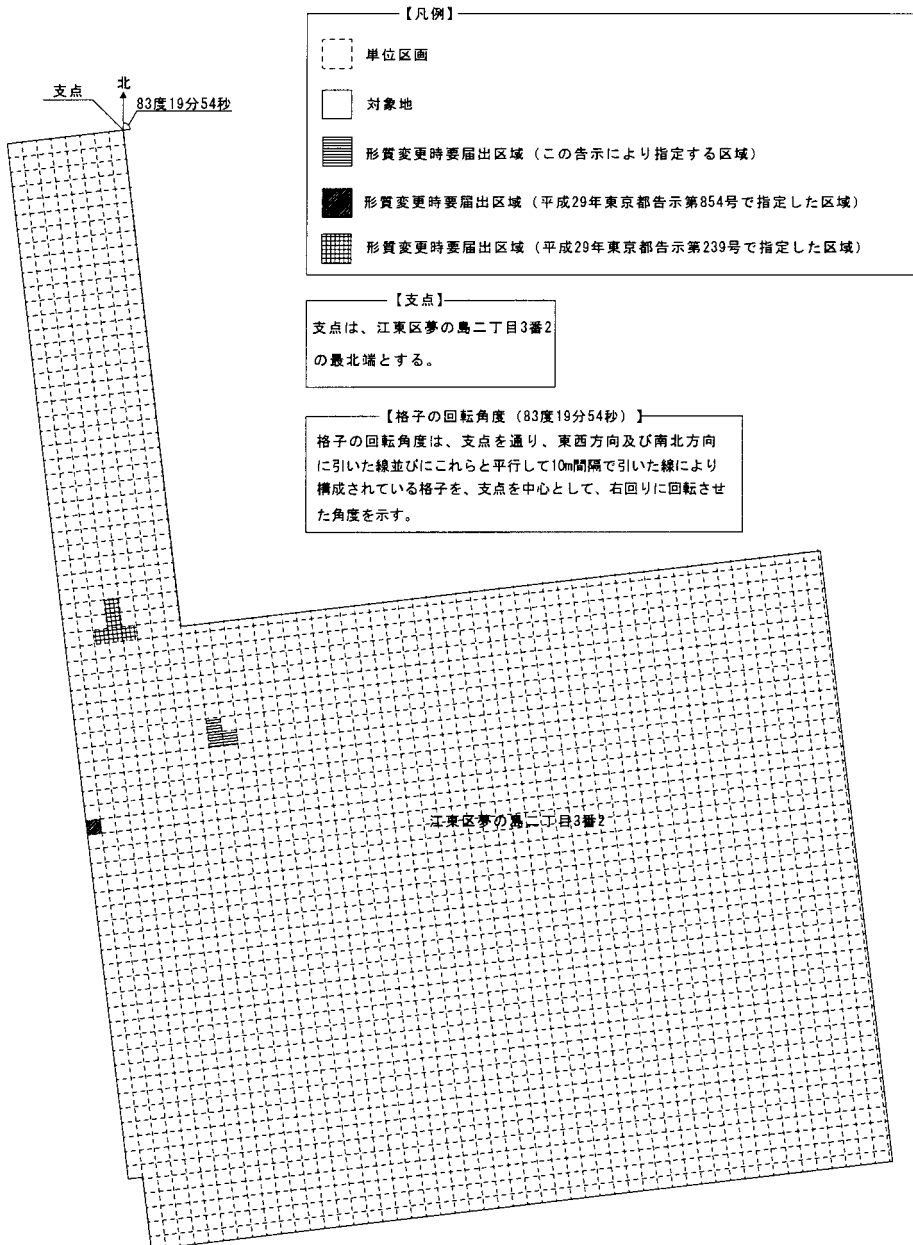 【凡例】
単位区画
対象地
形質変更時要届出区域（この告示により指定する区域）
形質変更時要届出区域（平成29年東京都告示第854号で指定した区域）
形質変更時要届出区域（平成29年東京都告示第239号で指定した区域）
支点
北
83度19分54秒
【支点】
支点は、江東区夢の島二丁目3番2
の最北端とする。
【格子の回転角度（83度19分54秒）】
格子の回転角度は、支点を通り、東西方向及び南北方向
に引いた線並びにこれらと平行して10m間隔で引いた線により
構成されている格子を、支点を中心として、右回りに回転させ
た角度を示す。
江東区夢の島二丁目3番2